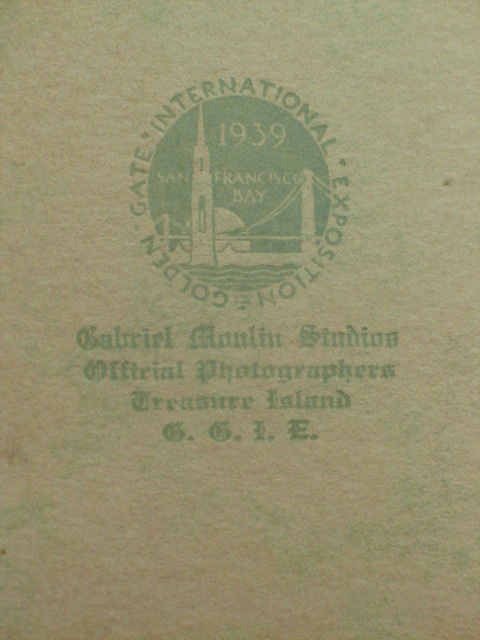 GOLDEN · GATE · INTERNATIONAL · EXPOSITION
1939
SAN FRANCISCO
BAY
Gabriel Moulin Studios
Official Photographers
Treasure Island
G. G. I. E.